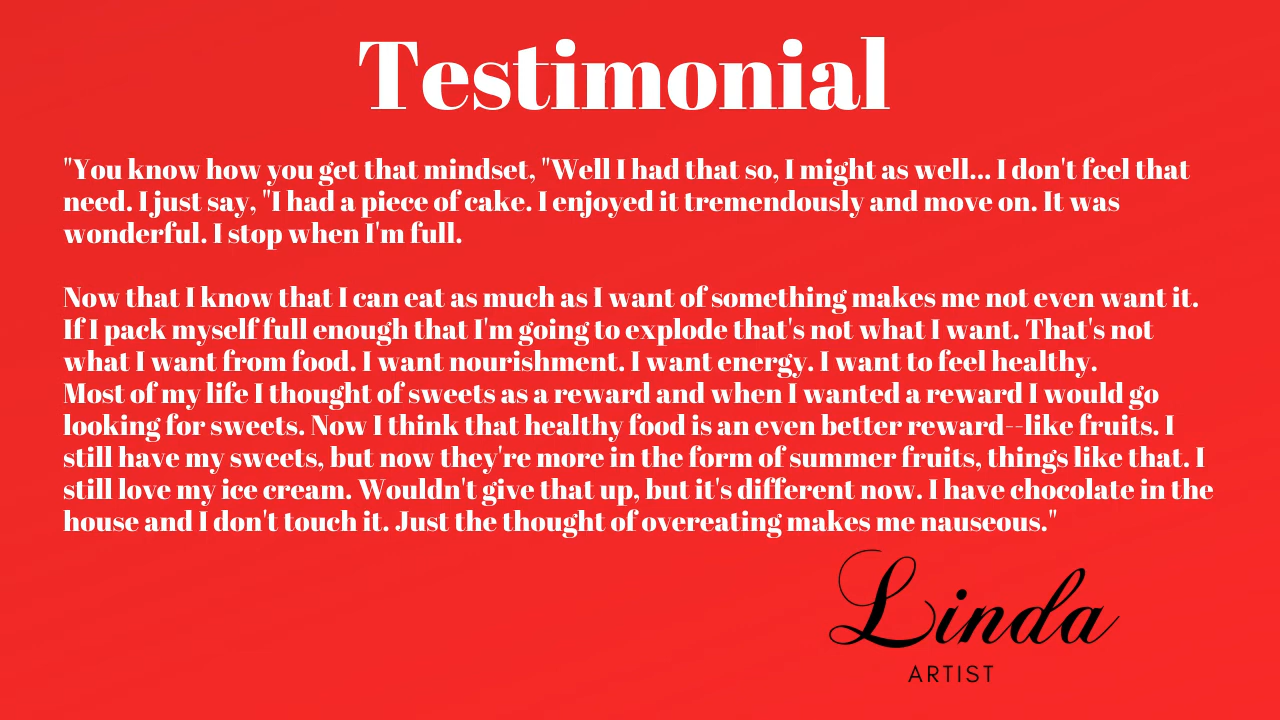 Testimonial
"You know how you get that mindset, "Well I had that so, I might as well... I don't feel that
need. I just say, "I had a piece of cake. I enjoyed it tremendously and move on. It was
wonderful. I stop when I'm full.
Now that I know that I can eat as much as I want of something makes me not even want it.
If I pack myself full enough that I'm going to explode that's not what I want. That's not
what I want from food. I want nourishment. I want energy. I want to feel healthy.
Most of my life I thought of sweets as a reward and when I wanted a reward I would go
looking for sweets. Now I think that healthy food is an even better reward--like fruits. I
still have my sweets, but now they're more in the form of summer fruits, things like that. I
still love my ice cream. Wouldn't give that up, but it's different now. I have chocolate in the
house and I don't touch it. Just the thought of overeating makes me nauseous."
Linda
ARTIST